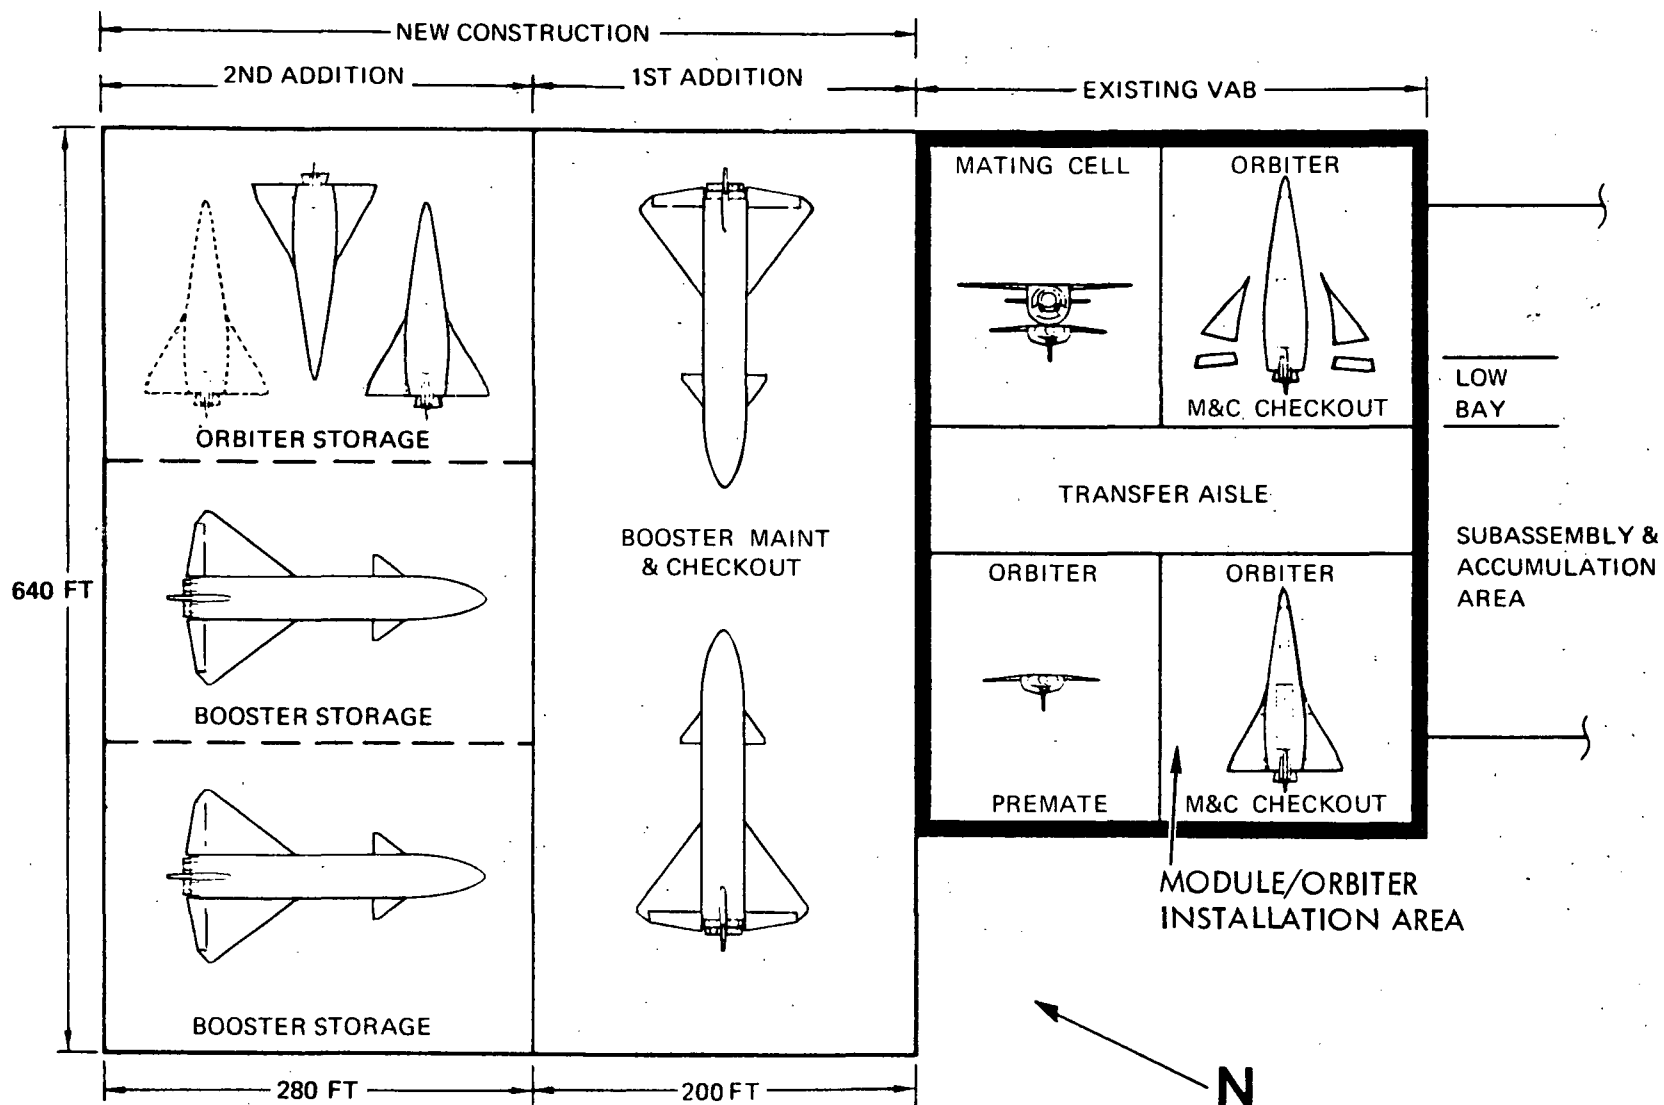 NEW CONSTRUCTION
2ND ADDITION
1ST ADDITION
EXISTING VAB
MATING CELL
ORBITER
M&C CHECKOUT
LOW
BAY
ORBITER STORAGE
TRANSFER AISLE
BOOSTER MAINT
& CHECKOUT
SUBASSEMBLY &
ACCUMULATION
AREA
640 FT
ORBITER
ORBITER
BOOSTER STORAGE
PREMATE
M&C CHECKOUT
MODULE/ORBITER
INSTALLATION AREA
BOOSTER STORAGE
280 FT
200 FT
N